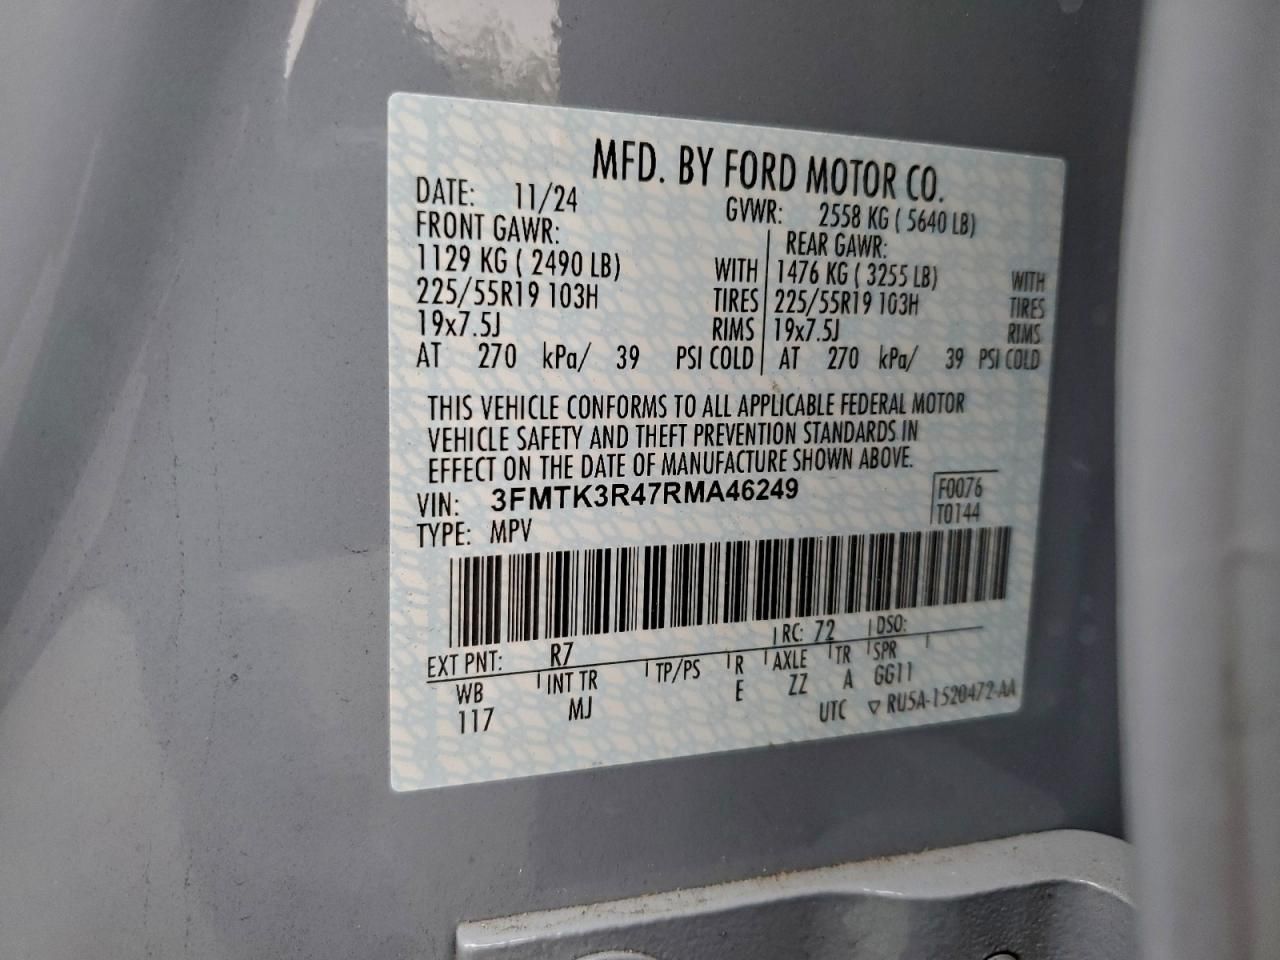 MFD. BY FORD MOTOR CO.
DATE: 11/24 GVWR: 2558 KG ( 5640 LB)
FRONT GAWR: REAR GAWR:
1129 KG ( 2490 LB) WITH 1476 KG ( 3255 LB) WITH
225/55R19 103H TIRES 225/55R19 103H TIRES
19x7.5J RIMS 19x7.5J RIMS
AT 270 kPa/ 39 PSI COLD AT 270 kPa/ 39 PSI COLD
THIS VEHICLE CONFORMS TO ALL APPLICABLE FEDERAL MOTOR
VEHICLE SAFETY AND THEFT PREVENTION STANDARDS IN
EFFECT ON THE DATE OF MANUFACTURE SHOWN ABOVE.
VIN: 3FMTK3R47RMA46249 F0076
TYPE: MPV T0144
EXT PNT: R7 RC: 72 DSO:
WB INT TR TP/PS R AXLE TR SPR
117 MJ E ZZ A GG11
UTC ▽ RU5A-1520472-AA